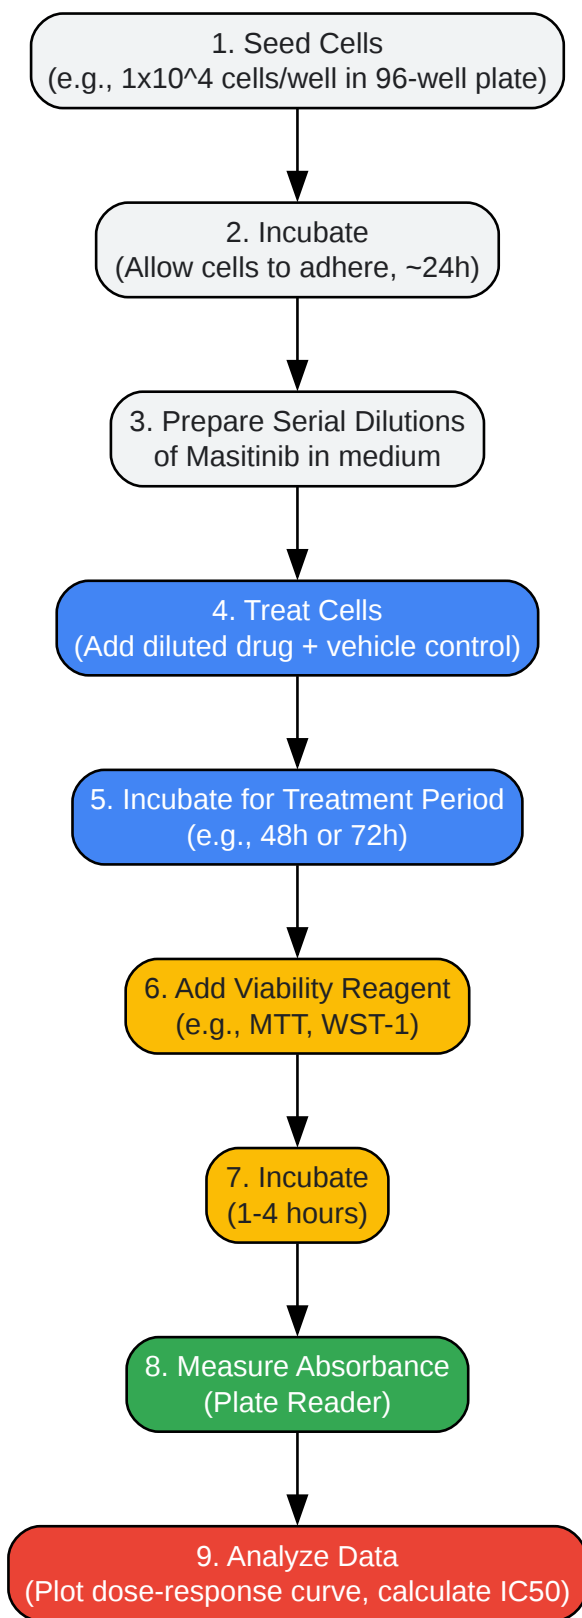 1. Seed Cells
(e.g., 1x10^4 cells/well in 96-well plate)
2. Incubate
(Allow cells to adhere, ~24h)
3. Prepare Serial Dilutions
of Masitinib in medium
4. Treat Cells
(Add diluted drug + vehicle control)
5. Incubate for Treatment Period
(e.g., 48h or 72h)
6. Add Viability Reagent
(e.g., MTT, WST-1)
7. Incubate
(1-4 hours)
8. Measure Absorbance
(Plate Reader)
9. Analyze Data
(Plot dose-response curve, calculate IC50)